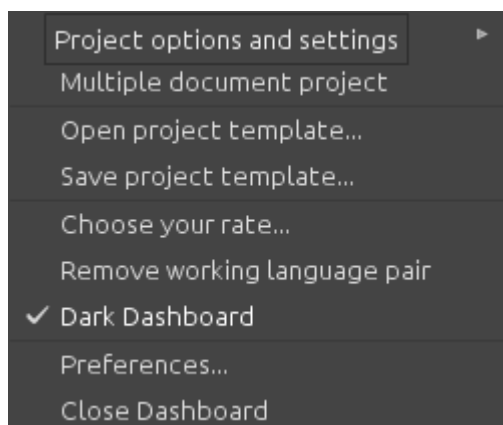 Project options and settings
Multiple document project
Open project template...
Save project template...
Choose your rate...
Remove working language pair
Dark Dashboard
Preferences...
Close Dashboard